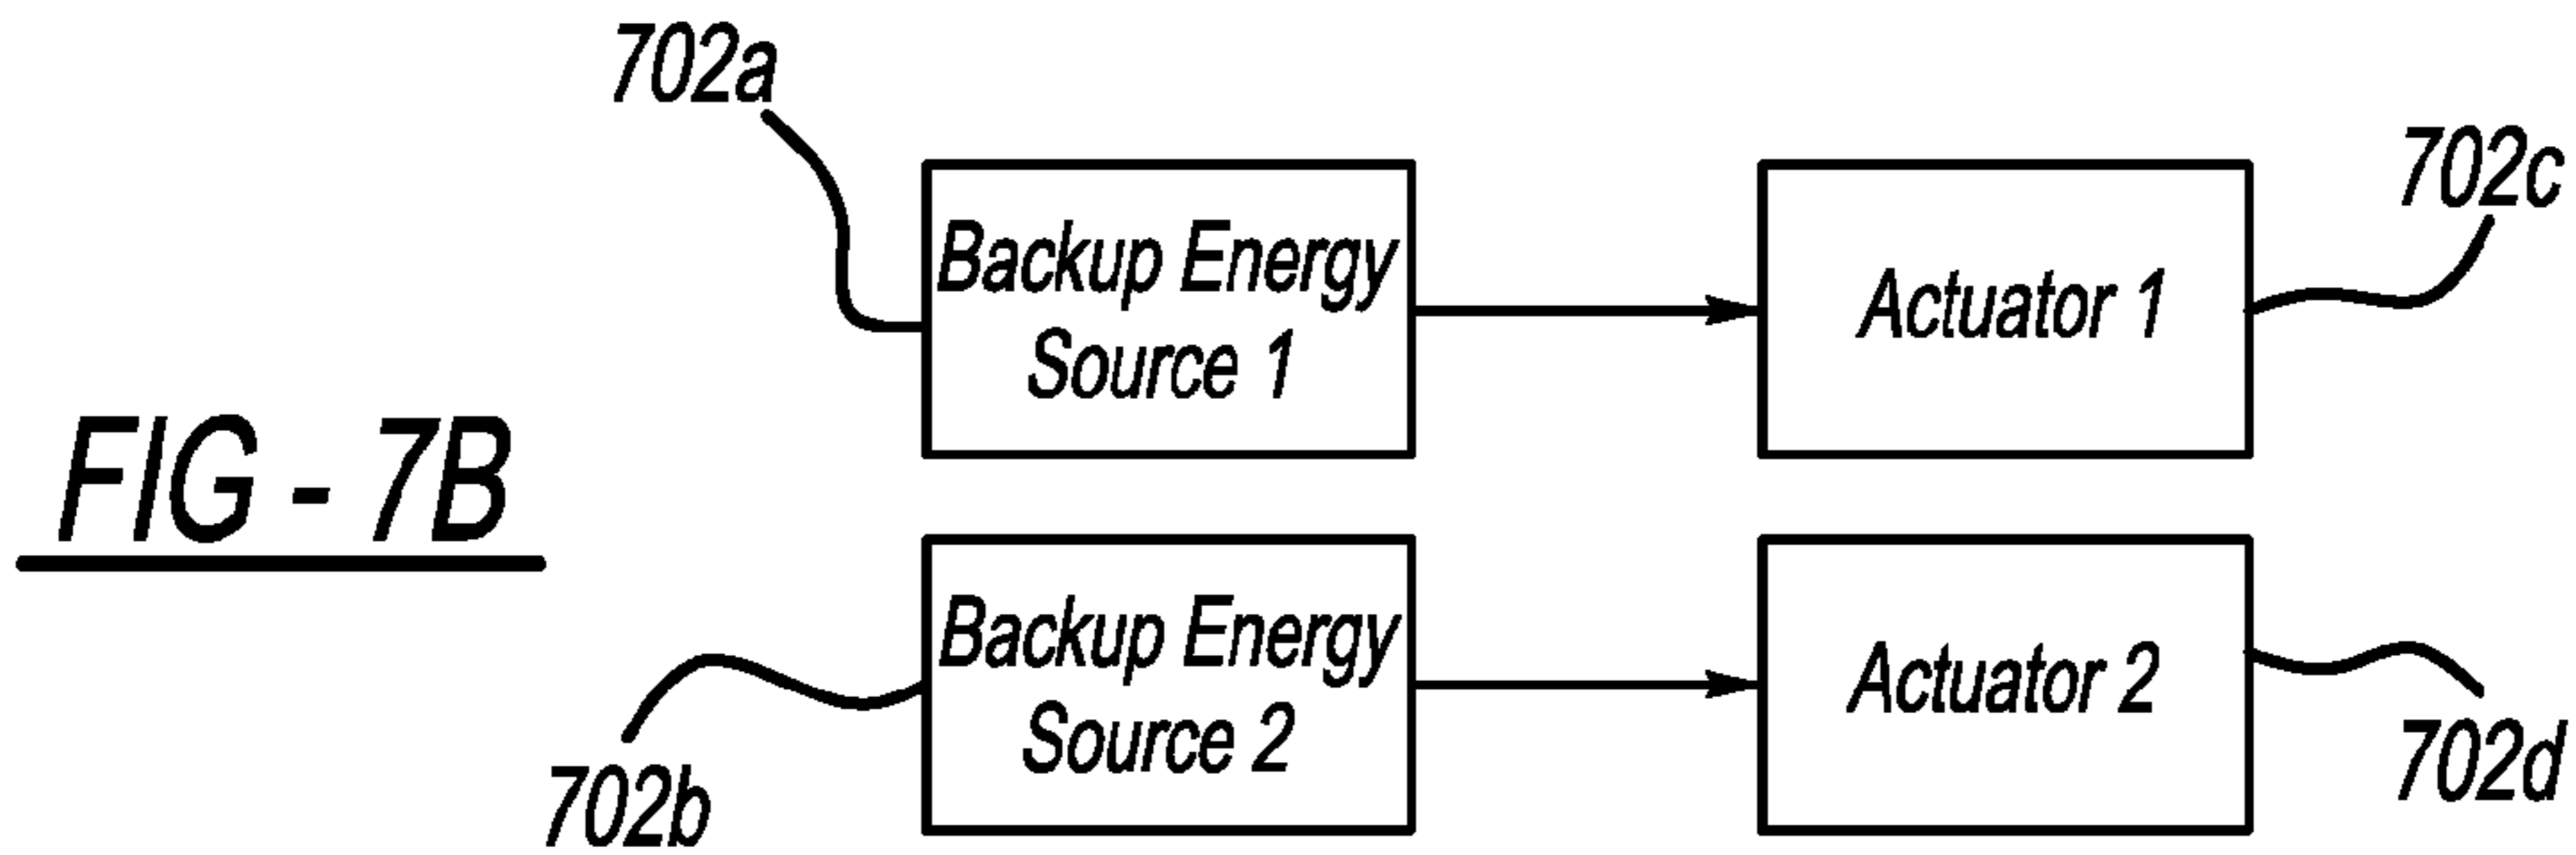 702a
702c
Backup Energy
Source 1
Actuator 1
FIG - 7B
Backup Energy
Source 2
Actuator 2
702b
702d